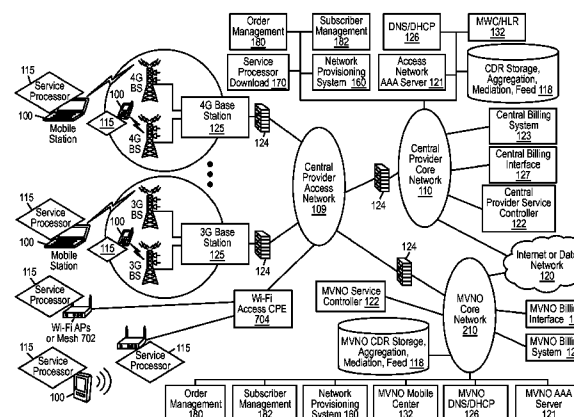 Order
Management
180
Subscriber
Management
182
DNS/DHCP
126
MWC/HLR
132
Service Processor
Download 170
Network
Provisioning
System 160
Access Network
AAA Server 121
CDR Storage,
Aggregation,
Mediation, Feed 118
115
Service
Processor
100
Mobile
Station
4G
BS
100
115
4G
BS
4G Base
Station
125
124
Central
Provider
Access
Network
109
124
Central
Provider
Core
Network
110
Central Billing
System
123
Central Billing
Interface
127
Central
Provider Service
Controller
122
115
Service
Processor
100
Mobile
Station
3G
BS
100
115
3G
BS
3G Base
Station
125
124
124
Internet or Data
Network
120
115
Service
Processor
Wi-Fi APs
or Mesh 702
Wi-Fi
Access CPE
704
MVNO Service
Controller 122
MVNO
Core
Network
210
MVNO Billing
Interface
MVNO Billing
System
115
Service
Processor
100
115
Service
Processor
MVNO CDR Storage,
Aggregation,
Mediation, Feed 118
Order
Management
180
Subscriber
Management
182
Network
Provisioning
System 160
MVNO Mobile
Center
132
MVNO
DNS/DHCP
126
MVNO AAA
Server
121